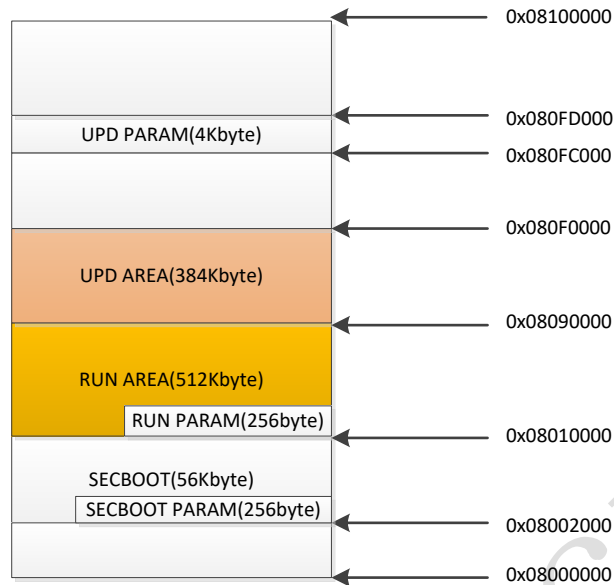 0x08100000
0x080FD000
UPD PARAM(4Kbyte)
0x080FC000
0x080F0000
UPD AREA(384Kbyte)
0x08090000
RUN AREA(512Kbyte)
RUN PARAM(256byte)
0x08010000
SECBOOT(56Kbyte)
SECBOOT PARAM(256byte)
0x08002000
0x08000000